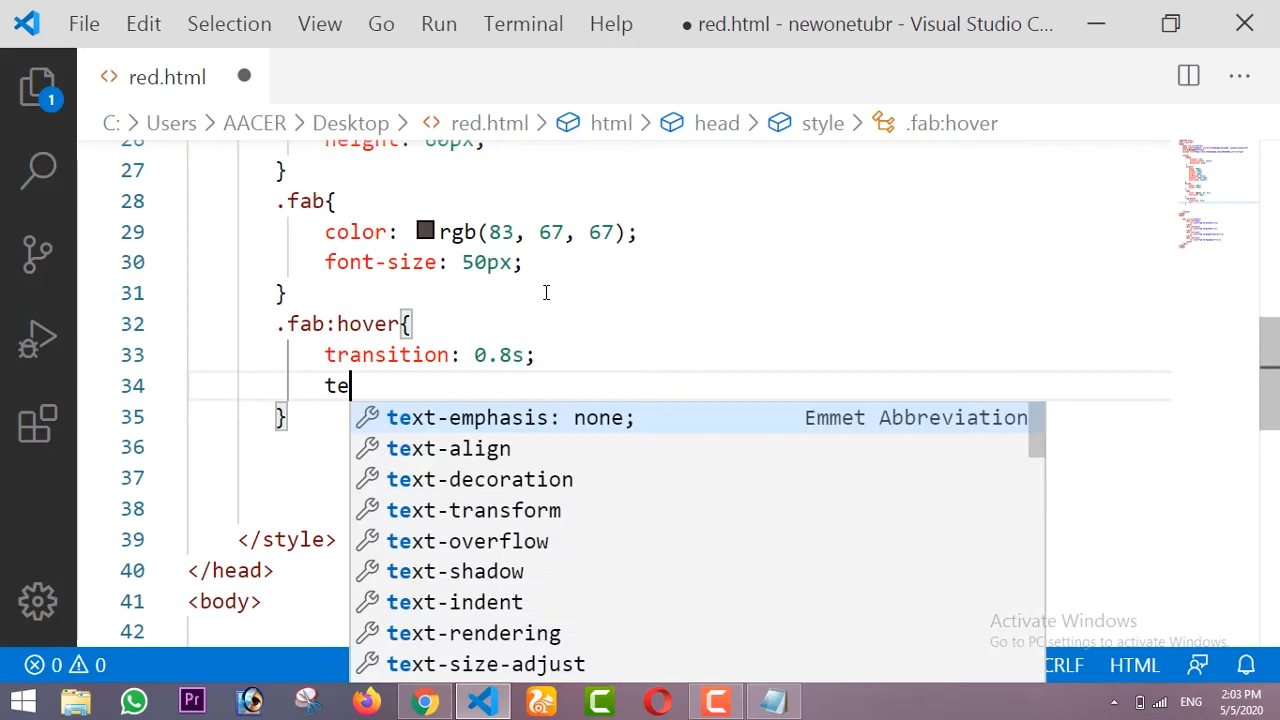 File Edit Selection View Go Run Terminal Help ● red.html - newonetubr - Visual Studio C...
<> red.html ●
C: > Users > AACER > Desktop > <> red.html > html > head > style > .fab:hover
1
26 height: 60px;
27 }
28 .fab{
29 color: rgb(83, 67, 67);
30 font-size: 50px;
31 }
32 .fab:hover{
33 transition: 0.8s;
34 te
35 }
text-emphasis: none; Emmet Abbreviation
36
text-align
37
text-decoration
38
text-transform
39 </style>
text-overflow
40 </head>
text-shadow
41 <body>
text-indent
42
text-rendering
text-size-adjust
Activate Windows
Go to PC settings to activate Windows.
0 0 CRLF HTML
ENG 2:03 PM
5/5/2020